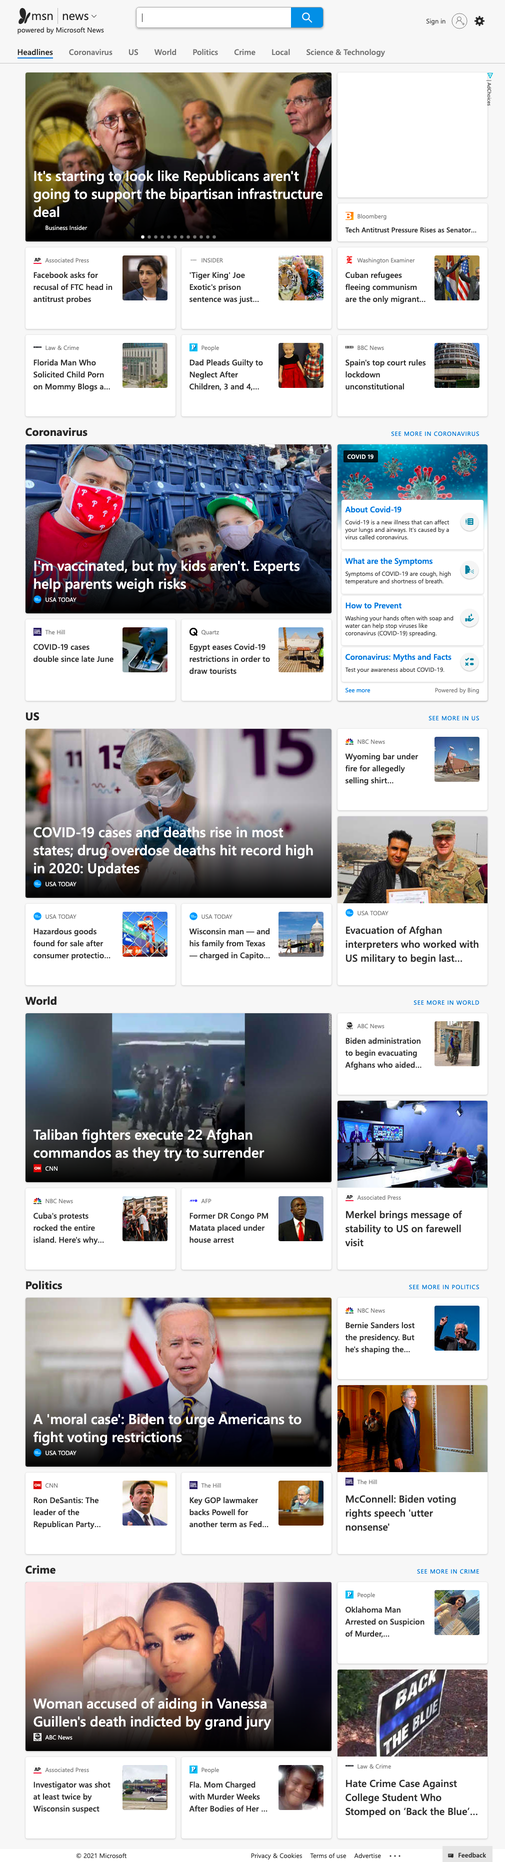 msn | news
powered by Microsoft News
Sign in
Headlines
Coronavirus
US
World
Politics
Crime
Local
Science & Technology
It's starting to look like Republicans aren't
going to support the bipartisan infrastructure
deal
Business Insider
AdChoices
Bloomberg
Tech Antitrust Pressure Rises as Senator...
AP Associated Press
Facebook asks for
recusal of FTC head in
antitrust probes
INSIDER
'Tiger King' Joe
Exotic's prison
sentence was just...
Washington Examiner
Cuban refugees
fleeing communism
are the only migrant...
Law & Crime
Florida Man Who
Solicited Child Porn
on Mommy Blogs a...
People
Dad Pleads Guilty to
Neglect After
Children, 3 and 4,...
BBC News
Spain's top court rules
lockdown
unconstitutional
Coronavirus
SEE MORE IN CORONAVIRUS
I'm vaccinated, but my kids aren't. Experts
help parents weigh risks
USA TODAY
COVID 19
About Covid-19
Covid-19 is a new illness that can affect
your lungs and airways. It's caused by a
virus called coronavirus.
What are the Symptoms
Symptoms of COVID-19 are cough, high
temperature and shortness of breath.
How to Prevent
Washing your hands often with soap and
water can help stop viruses like
coronavirus (COVID-19) spreading.
Coronavirus: Myths and Facts
Test your awareness about COVID-19.
See more
Powered by Bing
The Hill
COVID-19 cases
double since late June
Quartz
Egypt eases Covid-19
restrictions in order to
draw tourists
US
SEE MORE IN US
11 13 15
COVID-19 cases and deaths rise in most
states; drug overdose deaths hit record high
in 2020: Updates
USA TODAY
NBC News
Wyoming bar under
fire for allegedly
selling shirt...
USA TODAY
Evacuation of Afghan
interpreters who worked with
US military to begin last...
USA TODAY
Hazardous goods
found for sale after
consumer protectio...
USA TODAY
Wisconsin man — and
his family from Texas
— charged in Capito...
World
SEE MORE IN WORLD
Taliban fighters execute 22 Afghan
commandos as they try to surrender
CNN
ABC News
Biden administration
to begin evacuating
Afghans who aided...
AP Associated Press
Merkel brings message of
stability to US on farewell
visit
NBC News
Cuba's protests
rocked the entire
island. Here's why...
AFP
Former DR Congo PM
Matata placed under
house arrest
Politics
SEE MORE IN POLITICS
A 'moral case': Biden to urge Americans to
fight voting restrictions
USA TODAY
NBC News
Bernie Sanders lost
the presidency. But
he's shaping the...
The Hill
McConnell: Biden voting
rights speech 'utter
nonsense'
CNN
Ron DeSantis: The
leader of the
Republican Party...
The Hill
Key GOP lawmaker
backs Powell for
another term as Fed...
Crime
SEE MORE IN CRIME
Woman accused of aiding in Vanessa
Guillen's death indicted by grand jury
ABC News
People
Oklahoma Man
Arrested on Suspicion
of Murder,...
BACK
THE BLUE
Law & Crime
Hate Crime Case Against
College Student Who
Stomped on 'Back the Blue'...
AP Associated Press
Investigator was shot
at least twice by
Wisconsin suspect
People
Fla. Mom Charged
with Murder Weeks
After Bodies of Her ...
© 2021 Microsoft
Privacy & Cookies
Terms of use
Advertise
...
Feedback